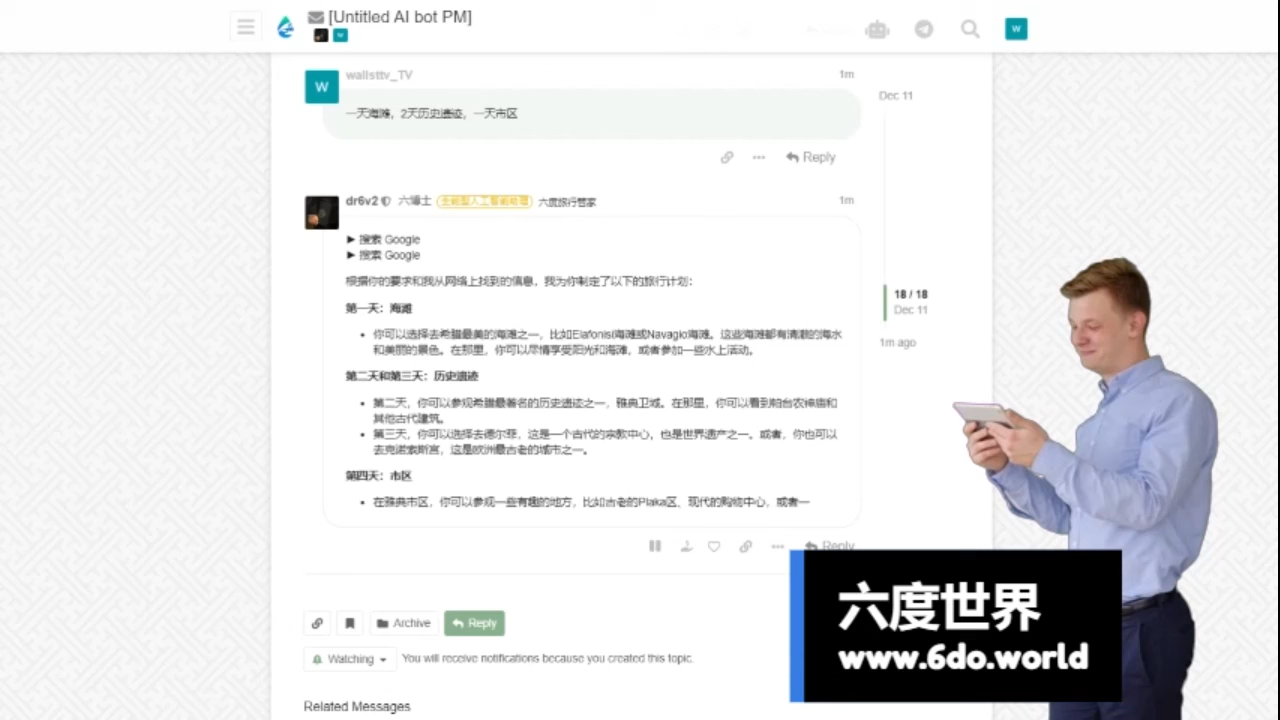 [Untitled AI bot PM]
W
W
W
wallsttv_TV
1m
Dec 11
一天海滩，2天历史遗迹，一天市区
Reply
dr6v2 六博士 全能型人工智能助理 六度旅行管家
1m
▶ 搜索 Google
▶ 搜索 Google
根据你的要求和我从网络上找到的信息，我为你制定了以下的旅行计划：
18 / 18
Dec 11
第一天：海滩
• 你可以选择去希腊最美的海滩之一，比如Elafonisi海滩或Navagio海滩。这些海滩都有清澈的海水
和美丽的景色。在那里，你可以尽情享受阳光和海滩，或者参加一些水上活动。
1m ago
第二天和第三天：历史遗迹
• 第二天，你可以参观希腊最著名的历史遗迹之一，雅典卫城。在那里，你可以看到帕台农神庙和
其他古代建筑。
• 第三天，你可以选择去德尔菲，这是一个古代的宗教中心，也是世界遗产之一。或者，你也可以
去克诺索斯宫，这是欧洲最古老的城市之一。
第四天：市区
• 在雅典市区，你可以参观一些有趣的地方，比如古老的Plaka区、现代的购物中心，或者一
Reply
Archive
Reply
Watching
You will receive notifications because you created this topic.
Related Messages
六度世界
www.6do.world